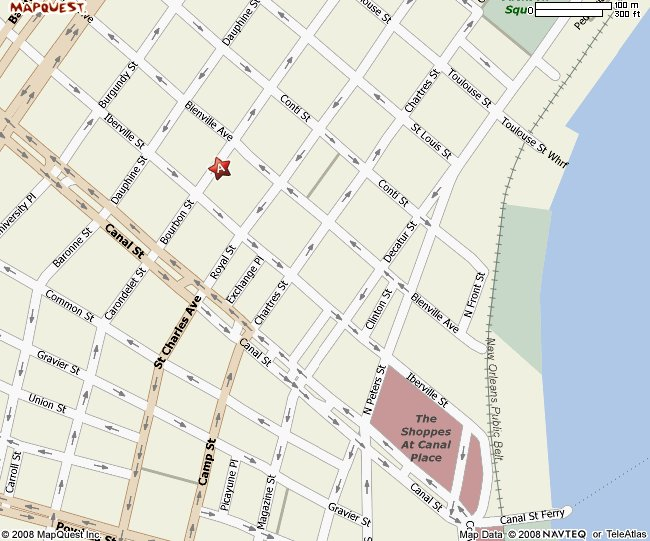 MAPQUEST.
Dauphine St
Toulouse St
Squ
0
100 m
300 ft
Burgundy St
Iberville St
Bienville Ave
Conti St
Chartres St
Toulouse St
St Louis St
Toulouse St Whrf
A
Dauphine St
Bourbon St
Conti St
Canal St
Baronne St
Royal St
Exchange Pl
Chartres St
Decatur St
Carondolet St
Common St
St Charles Ave
Clinton St
Bienville Ave
N Front St
New Orleans Public Belt
Canal St
Gravier St
Union St
N Peters St
Iberville St
The
Shoppes
At Canal
Place
Carroll St
Camp St
Picayune Pl
Magazine St
Gravier St
Canal St
Canal St Ferry
© 2008 MapQuest Inc.
Map Data © 2008 NAVTEQ or TeleAtlas